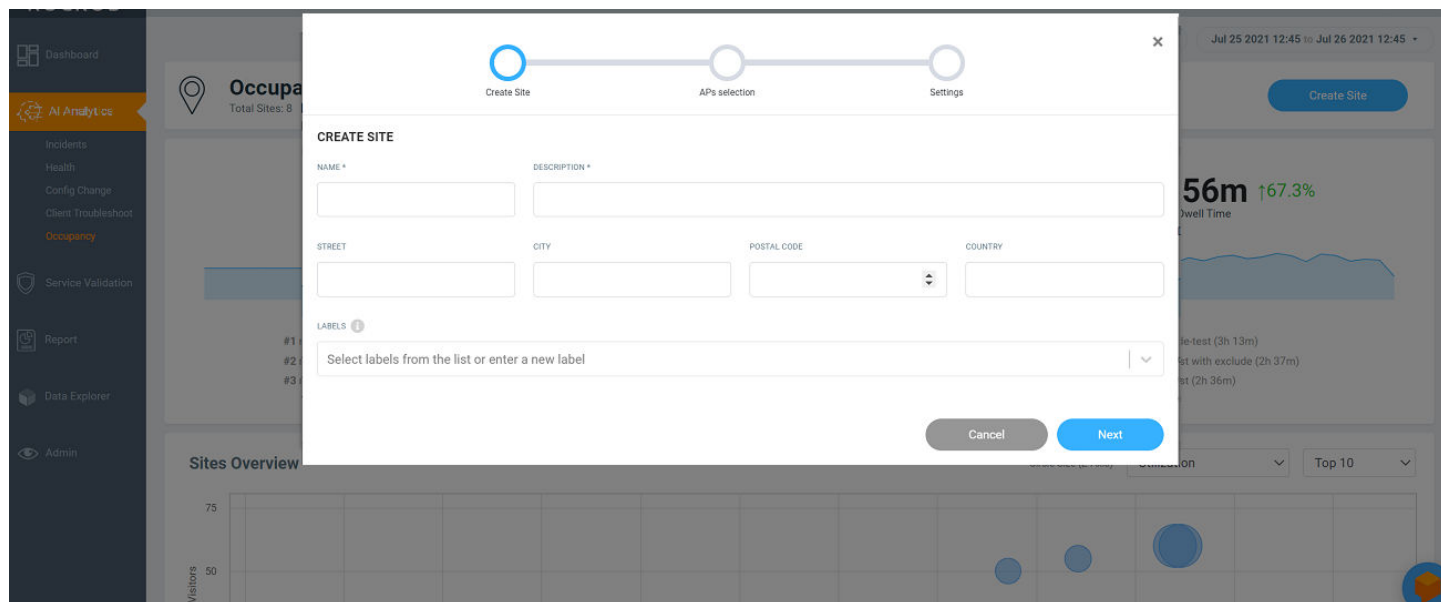 Dashboard
Jul 25 2021 12:45 to Jul 26 2021 12:45
Create Site
APs selection
Settings
Total Sites: 8
Create Site
AI Analytics
CREATE SITE
Incidents
Health
Config Change
Client Troubleshoot
Occupancy
NAME *
DESCRIPTION *
56m ↑67.3%
Dwell Time
STREET
CITY
POSTAL CODE
COUNTRY
Service Validation
LABELS
Select labels from the list or enter a new label
Report
#1
#2
#3
le-test (3h 13m)
st with exclude (2h 37m)
st (2h 36m)
Data Explorer
Cancel
Next
Admin
Sites Overview
Top 10
75
50
Visitors